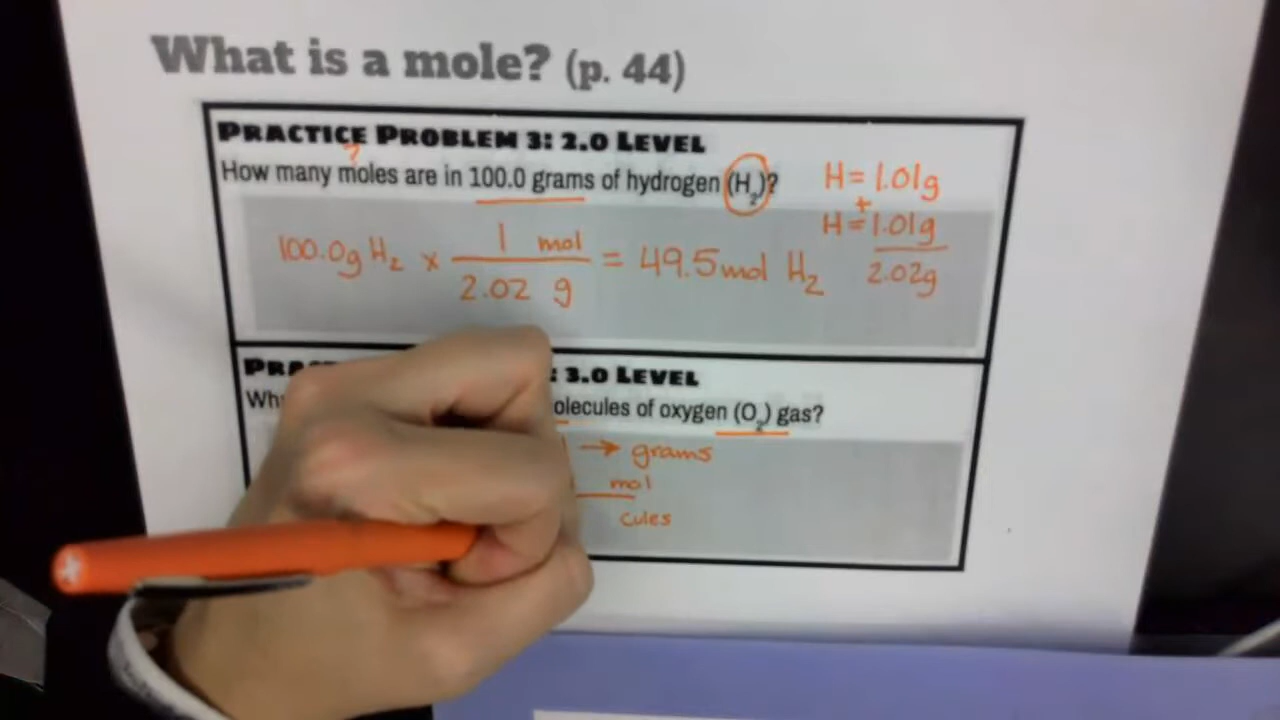 What is a mole? (p. 44)
PRACTICE PROBLEM 3: 2.0 LEVEL
?
How many moles are in 100.0 grams of hydrogen (H₂)?
H = 1.01g
+
H = 1.01g
2.02g
100.0g H₂ x 1 mol / 2.02 g = 49.5 mol H₂
: 3.0 LEVEL
olecules of oxygen (O₂) gas?
→ grams
mol
cules